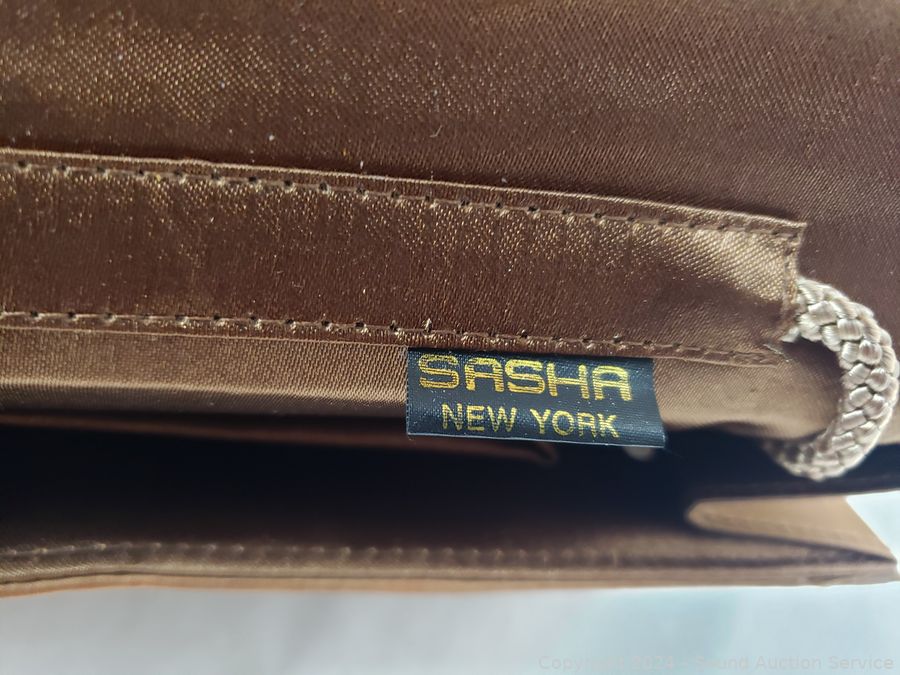 SASHA
NEW YORK
Copyright 2024 - Sound Auction Service